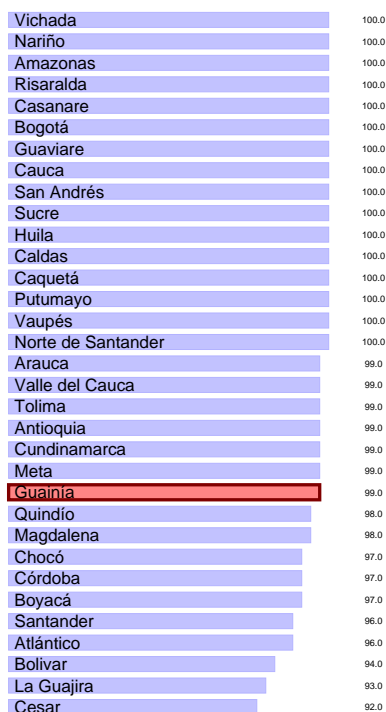 Vichada 100.0
Nariño 100.0
Amazonas 100.0
Risaralda 100.0
Casanare 100.0
Bogotá 100.0
Guaviare 100.0
Cauca 100.0
San Andrés 100.0
Sucre 100.0
Huila 100.0
Caldas 100.0
Caquetá 100.0
Putumayo 100.0
Vaupés 100.0
Norte de Santander 100.0
Arauca 99.0
Valle del Cauca 99.0
Tolima 99.0
Antioquia 99.0
Cundinamarca 99.0
Meta 99.0
Guainía 99.0
Quindío 98.0
Magdalena 98.0
Chocó 97.0
Córdoba 97.0
Boyacá 97.0
Santander 96.0
Atlántico 96.0
Bolivar 94.0
La Guajira 93.0
Cesar 92.0